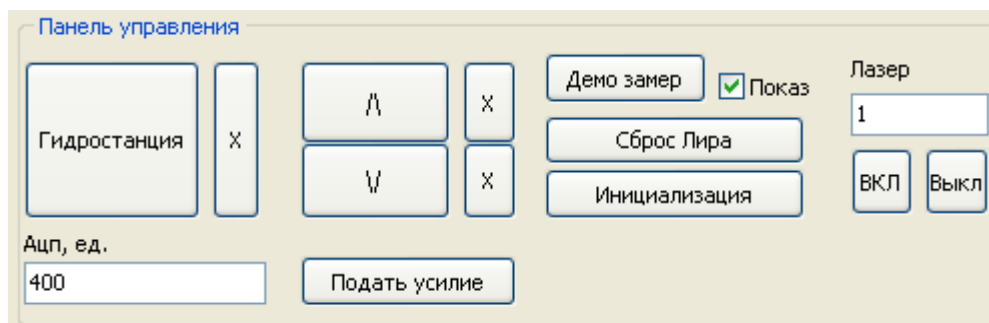 Панель управления
Гидростанция
X
/\
X
\/
X
Демо замер
Показ
Сброс Лира
Инициализация
Лазер
1
ВКЛ
Выкл
Ацп, ед.
400
Подать усилие